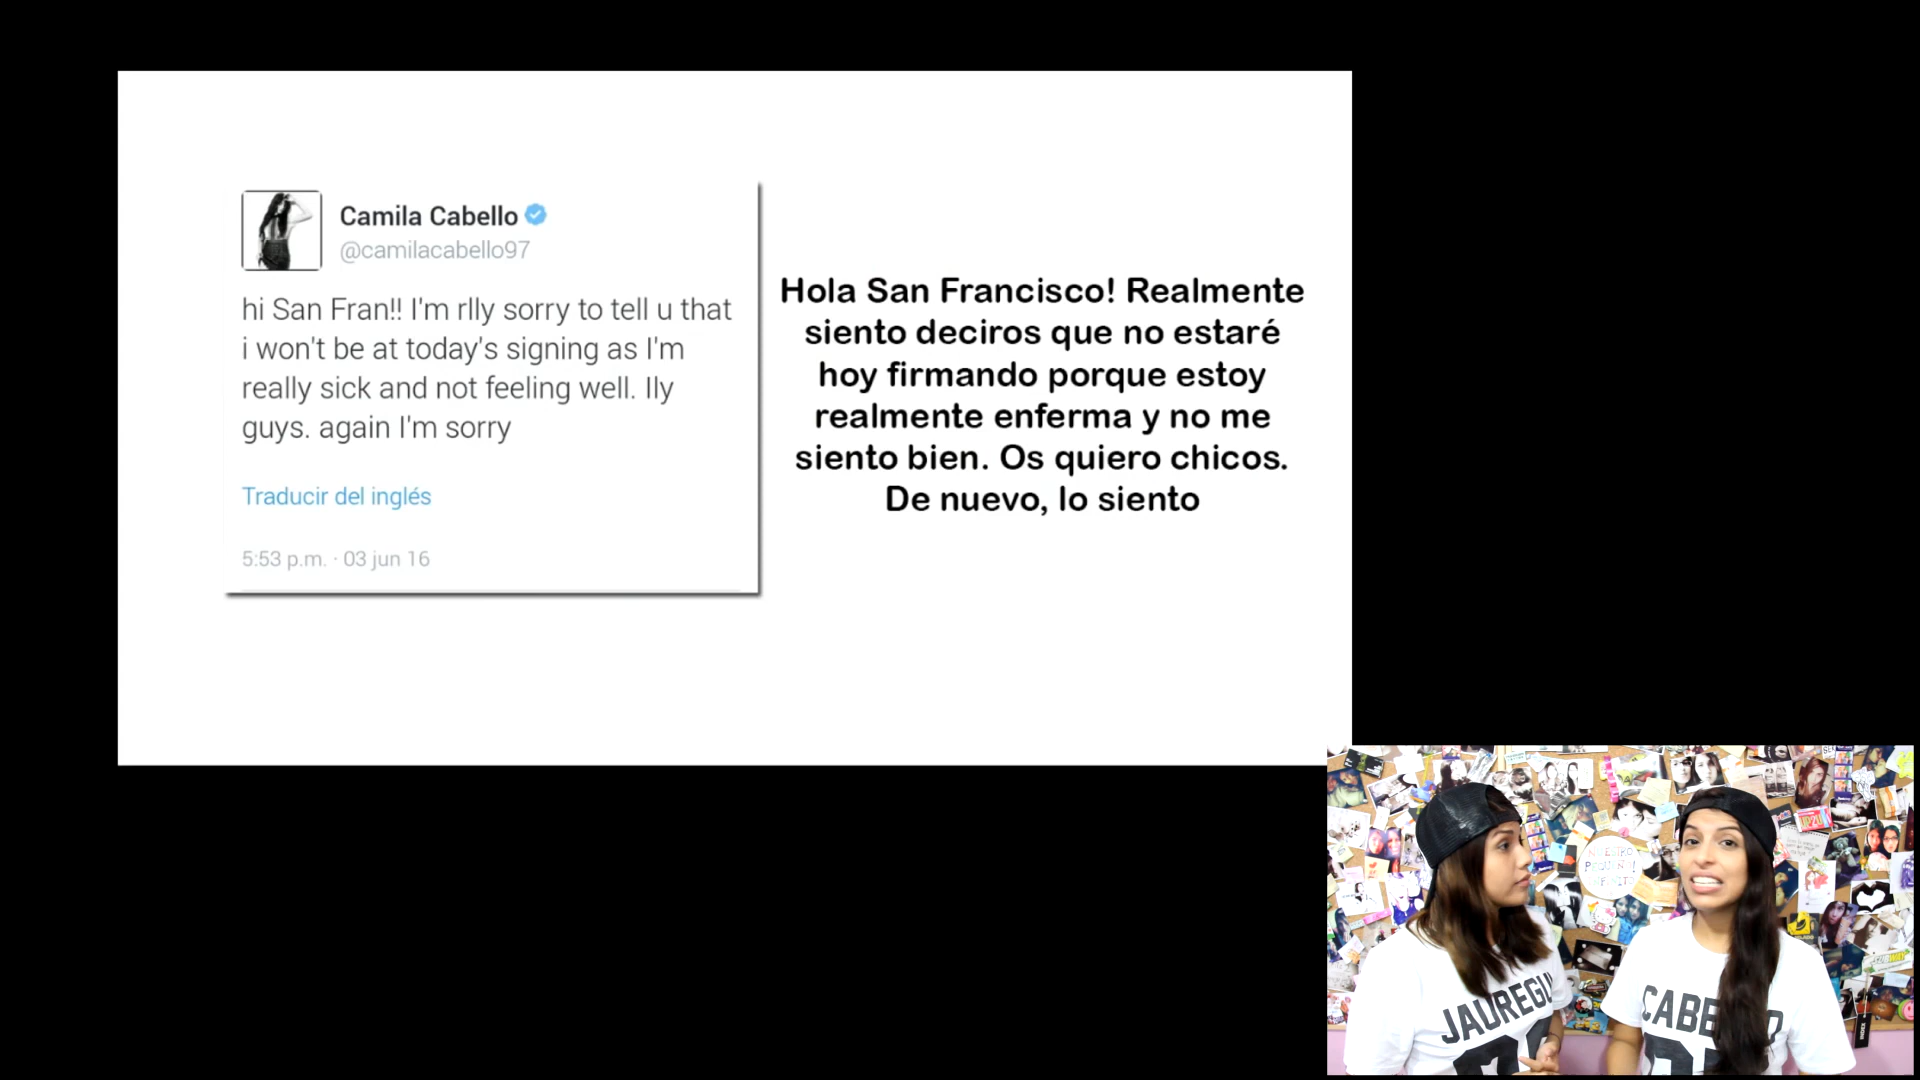 Camila Cabello
@camilacabello97
hi San Fran!! I'm rlly sorry to tell u that
i won't be at today's signing as I'm
really sick and not feeling well. Ily
guys. again I'm sorry
Traducir del inglés
5:53 p.m. · 03 jun 16
Hola San Francisco! Realmente
siento deciros que no estaré
hoy firmando porque estoy
realmente enferma y no me
siento bien. Os quiero chicos.
De nuevo, lo siento
NUESTRO
JAUREGUI